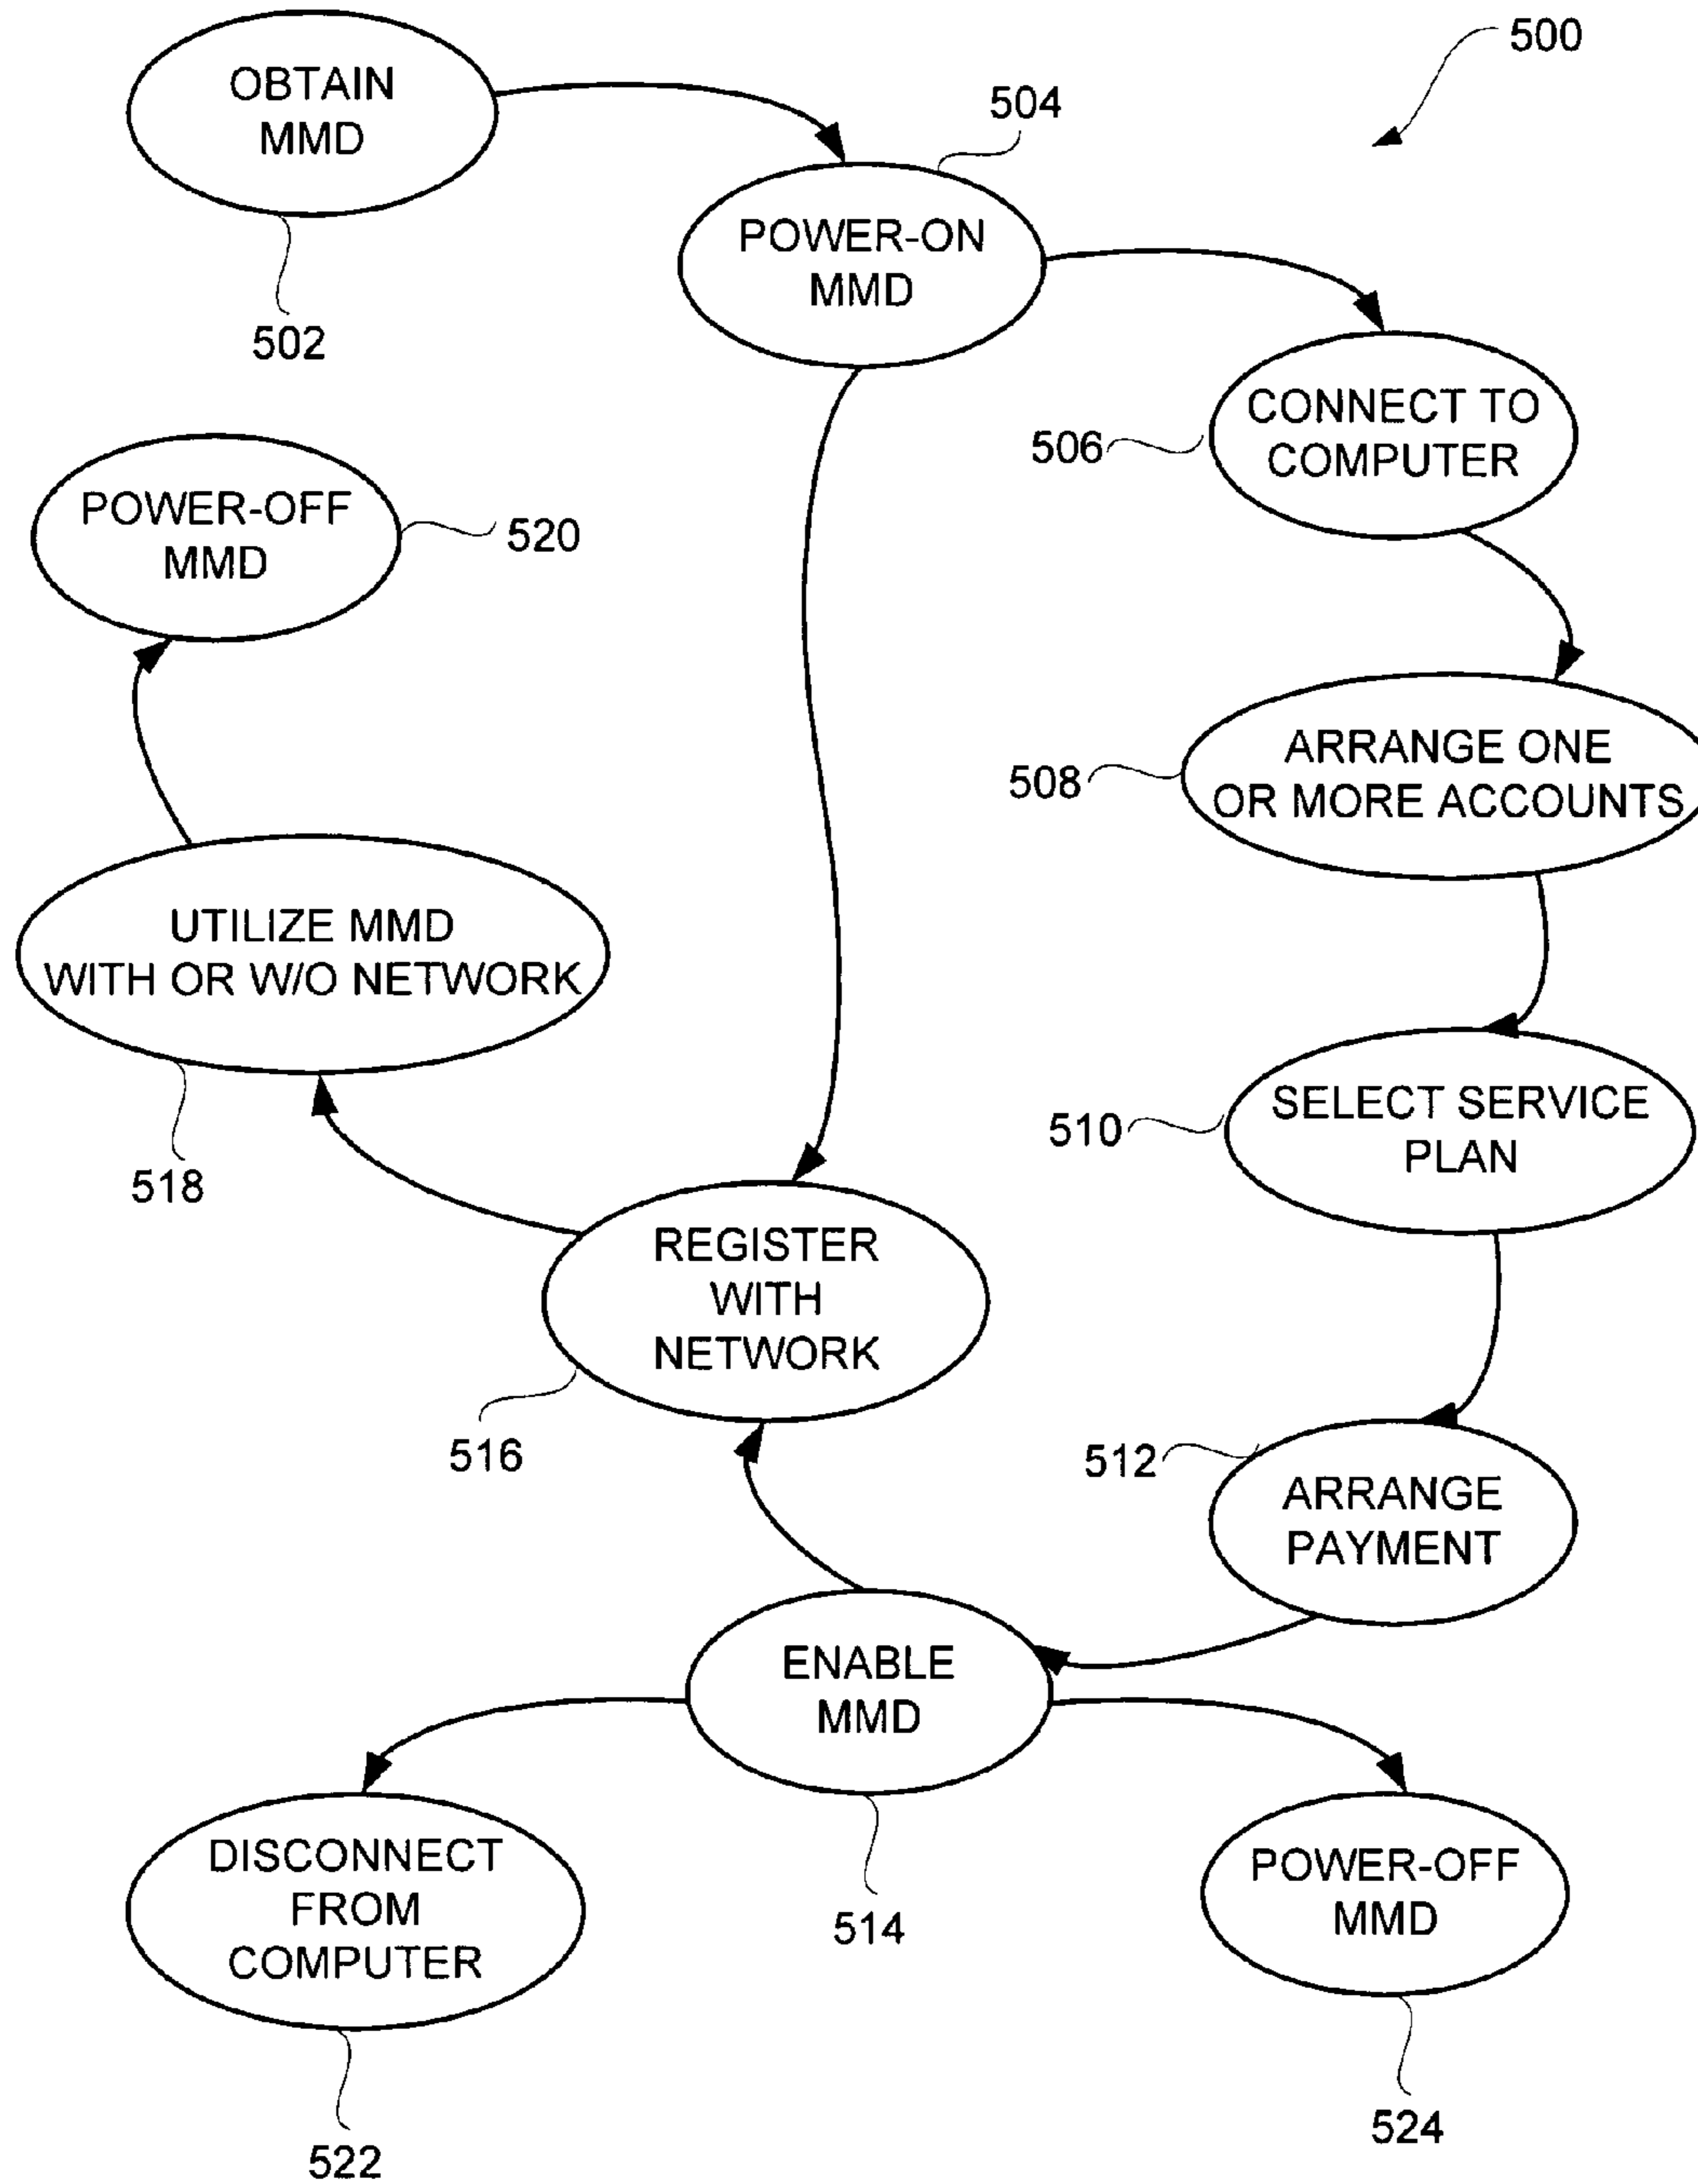 500
OBTAIN
MMD
502
504
POWER-ON
MMD
506
CONNECT TO
COMPUTER
POWER-OFF
MMD
520
508
ARRANGE ONE
OR MORE ACCOUNTS
UTILIZE MMD
WITH OR W/O NETWORK
518
510
SELECT SERVICE
PLAN
REGISTER
WITH
NETWORK
516
512
ARRANGE
PAYMENT
ENABLE
MMD
514
DISCONNECT
FROM
COMPUTER
522
POWER-OFF
MMD
524